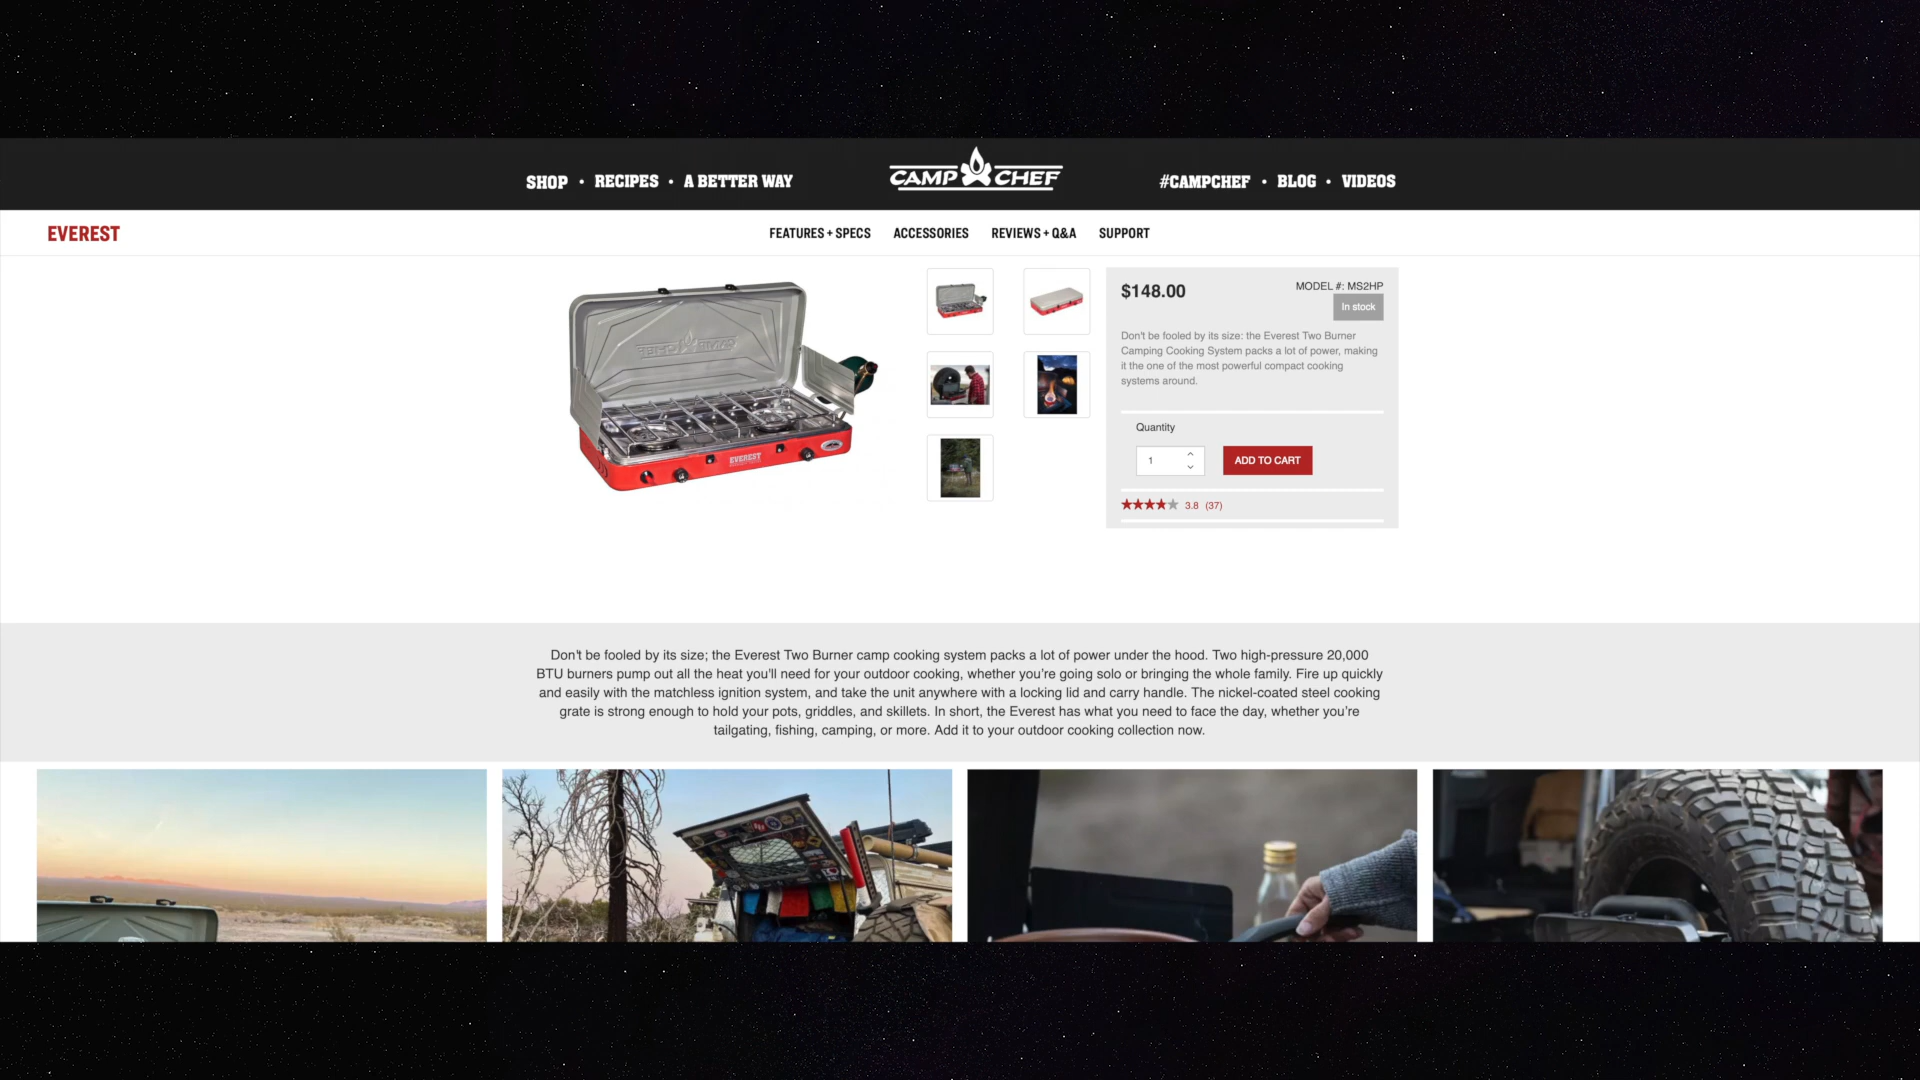 SHOP • RECIPES • A BETTER WAY
CAMP CHEF
#CAMPCHEF • BLOG • VIDEOS
EVEREST
FEATURES + SPECS
ACCESSORIES
REVIEWS + Q&A
SUPPORT
CAMP CHEF
EVEREST
$148.00
MODEL #: MS2HP
In stock
Don't be fooled by its size: the Everest Two Burner
Camping Cooking System packs a lot of power, making
it the one of the most powerful compact cooking
systems around.
Quantity
1
ADD TO CART
3.8 (37)
Don't be fooled by its size; the Everest Two Burner camp cooking system packs a lot of power under the hood. Two high-pressure 20,000
BTU burners pump out all the heat you'll need for your outdoor cooking, whether you're going solo or bringing the whole family. Fire up quickly
and easily with the matchless ignition system, and take the unit anywhere with a locking lid and carry handle. The nickel-coated steel cooking
grate is strong enough to hold your pots, griddles, and skillets. In short, the Everest has what you need to face the day, whether you're
tailgating, fishing, camping, or more. Add it to your outdoor cooking collection now.